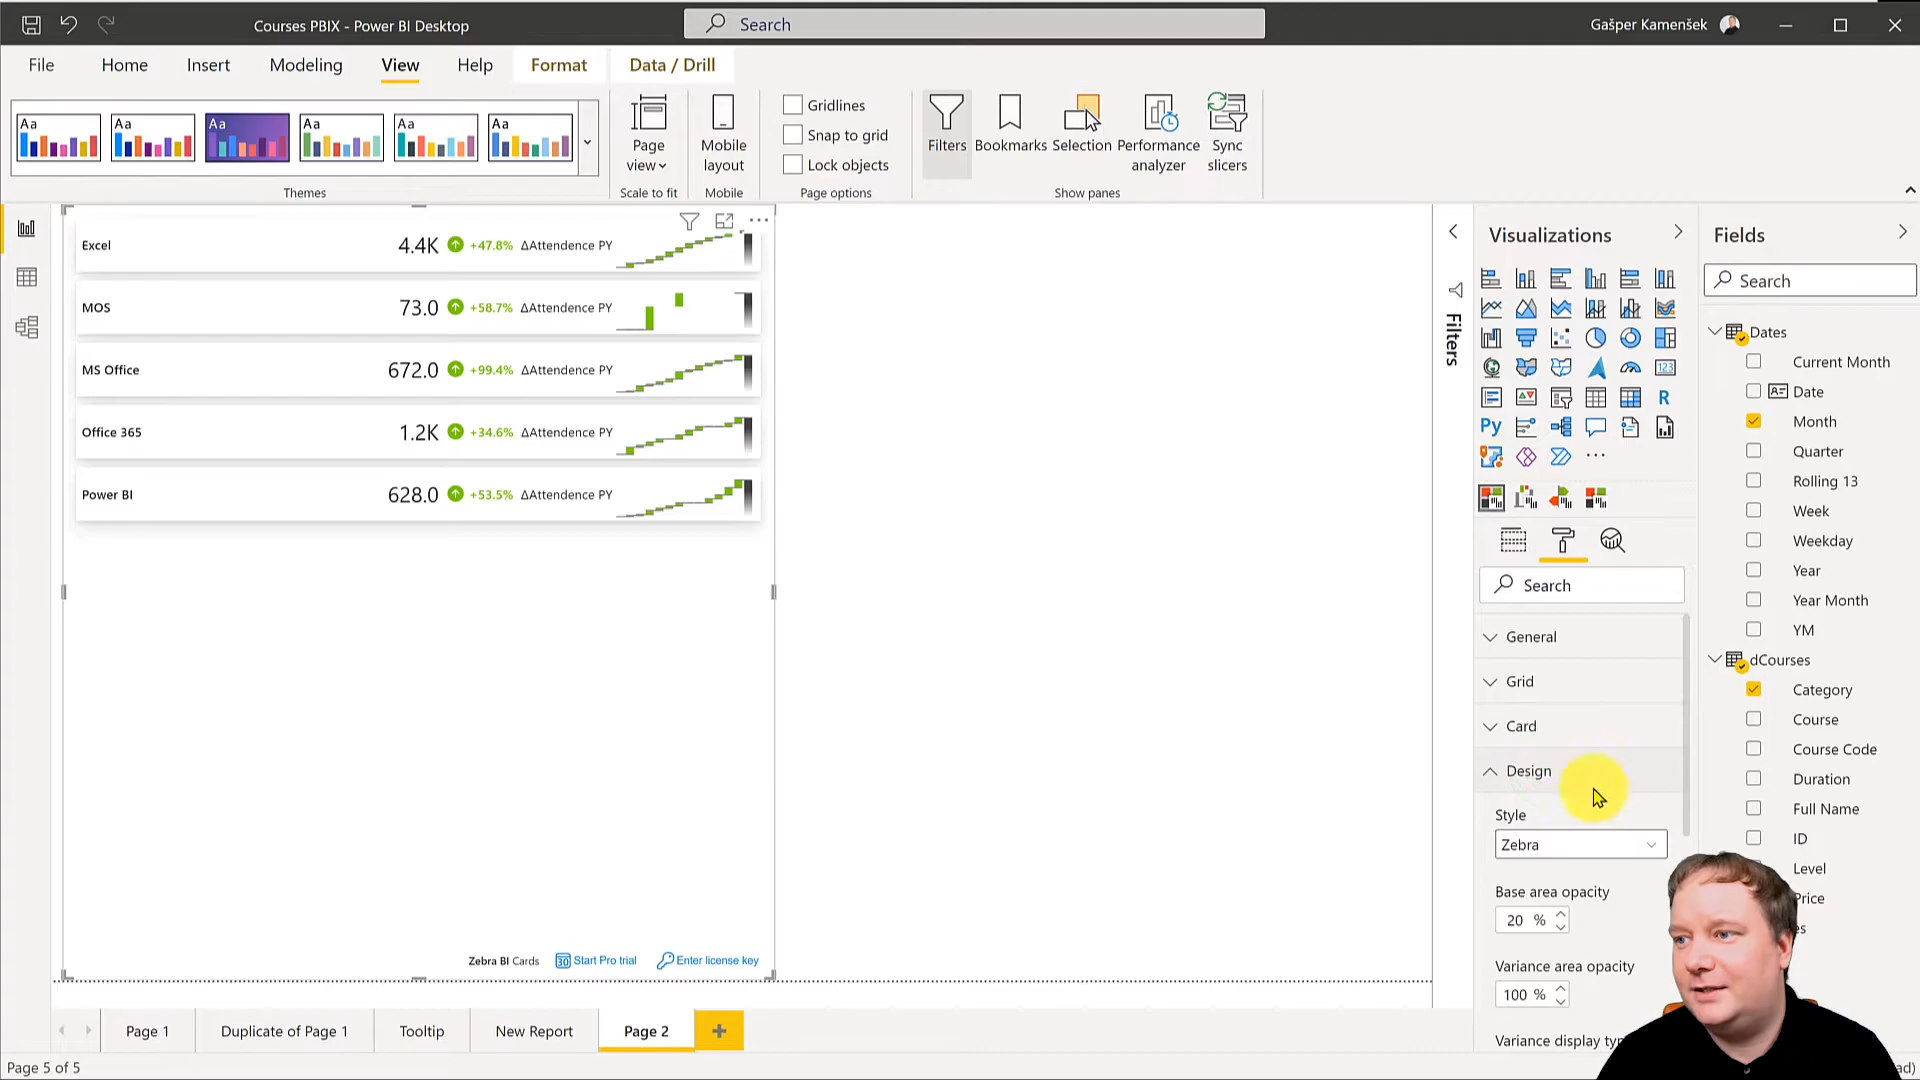 Courses PBIX - Power BI Desktop
Search
Gašper Kamenšek
File
Home
Insert
Modeling
View
Help
Format
Data / Drill
Aa
Aa
Aa
Aa
Aa
Aa
Themes
Page view
Scale to fit
Mobile layout
Mobile
Gridlines
Snap to grid
Lock objects
Page options
Filters
Bookmarks
Selection
Performance analyzer
Sync slicers
Show panes
Excel 4.4K +47.8% ΔAttendence PY
MOS 73.0 +58.7% ΔAttendence PY
MS Office 672.0 +99.4% ΔAttendence PY
Office 365 1.2K +34.6% ΔAttendence PY
Power BI 628.0 +53.5% ΔAttendence PY
Zebra BI Cards
30 Start Pro trial
Enter license key
Filters
Visualizations
123
R
Py
Search
General
Grid
Card
Design
Style
Zebra
Base area opacity
20 %
Variance area opacity
100 %
Variance display typ
Fields
Search
Dates
Current Month
Date
Month
Quarter
Rolling 13
Week
Weekday
Year
Year Month
YM
dCourses
Category
Course
Course Code
Duration
Full Name
ID
Level
Price
es
Page 1
Duplicate of Page 1
Tooltip
New Report
Page 2
+
Page 5 of 5
ad)